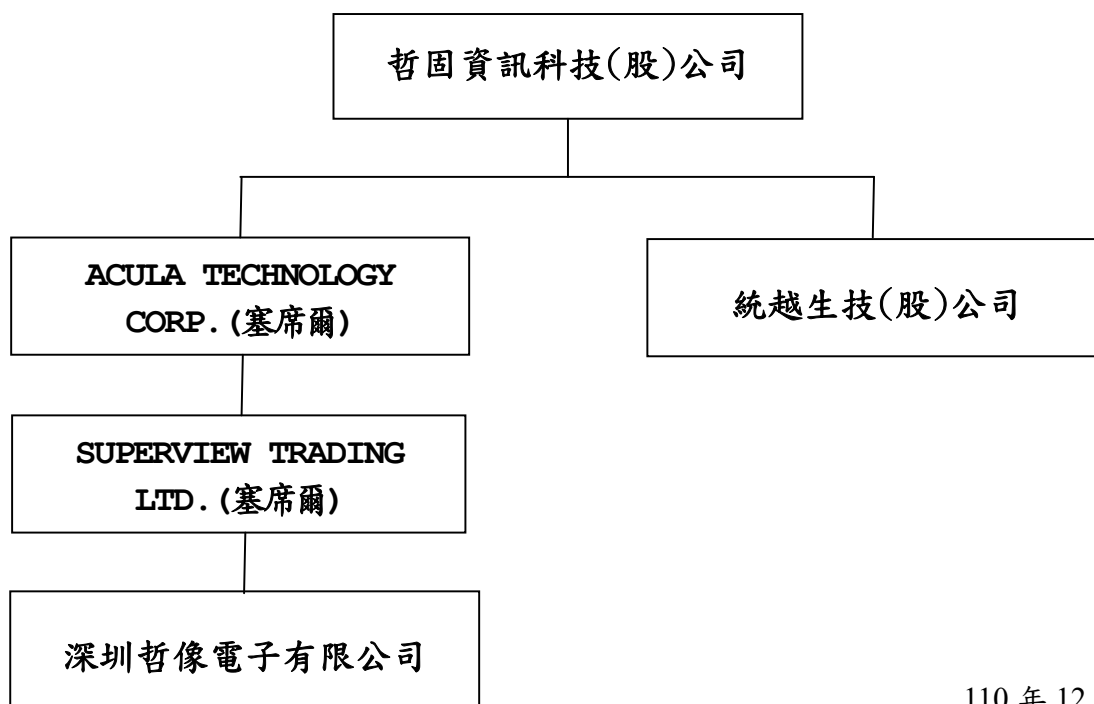 哲固資訊科技(股)公司
ACULA TECHNOLOGY
CORP.(塞席爾)
統越生技(股)公司
SUPERVIEW TRADING
LTD.(塞席爾)
深圳哲像電子有限公司
110 年 12